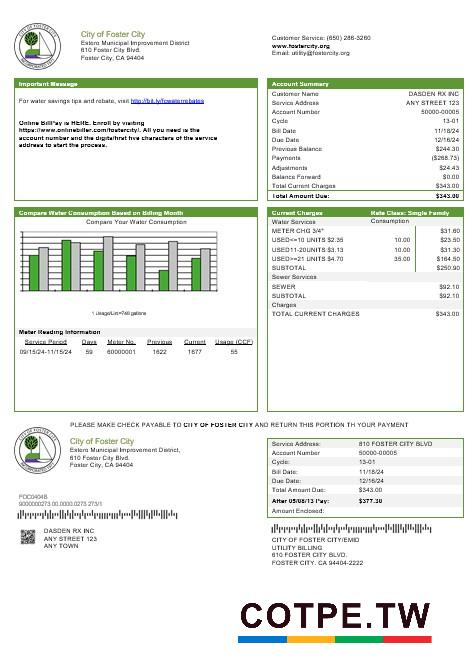 City of Foster City
Estero Municipal Improvement District
610 Foster City Blvd
Foster City, CA 94404
Customer Service: (650) 286-3260
www.fostercity.org
Email: utility@fostercity.org
Important Message
For water savings tips and rebate, visit http://bit.ly/fcwaterrebates
Online BillPay is HERE. Enroll by visiting
https://www.onlinebiller.com/fostercity/. All you need is the
account number and the digits/first five characters of the service
address to start the process.
Account Summary
Customer Name DASDEN RX INC
Service Address ANY STREET 123
Account Number 50000-00005
Cycle 13-01
Bill Date 11/18/24
Due Date 12/16/24
Previous Balance $244.30
Payments ($268.73)
Adjustments $24.43
Balance Forward $0.00
Total Current Charges $343.00
Total Amount Due: $343.00
Compare Water Consumption Based on Billing Month
Compare Your Water Consumption
1 Usage/Unit=748 gallons
Meter Reading Information
Service Period Days Meter No. Previous Current Usage (CCF)
09/15/24-11/15/24 59 60000001 1622 1677 55
Current Charges Rate Class: Single Family
Water Services Consumption
METER CHG 3/4" $31.60
USED<=10 UNITS $2.35 10.00 $23.50
USED11-20UNITS $3.13 10.00 $31.30
USED>=21 UNITS $4.70 35.00 $164.50
SUBTOTAL $250.90
Sewer Services
SEWER $92.10
SUBTOTAL $92.10
Charges
TOTAL CURRENT CHARGES $343.00
PLEASE MAKE CHECK PAYABLE TO CITY OF FOSTER CITY AND RETURN THIS PORTION TH YOUR PAYMENT
City of Foster City
Estero Municipal Improvement District,
610 Foster City Blvd.
Foster City, CA 94404
Service Address: 810 FOSTER CITY BLVD
Account Number 50000-00005
Cycle: 13-01
Bill Date: 11/18/24
Due Date: 12/16/24
Total Amount Due: $343.00
After 05/08/13 Pay: $377.30
Amount Enclosed:
FOC0404B
9000000273 00.0000.0273 273/1
DASDEN RX INC
ANY STREET 123
ANY TOWN
CITY OF FOSTER CITY/EMID
UTILITY BILLING
610 FOSTER CITY BLVD.
FOSTER CITY. CA 94404-2222
COTPE.TW